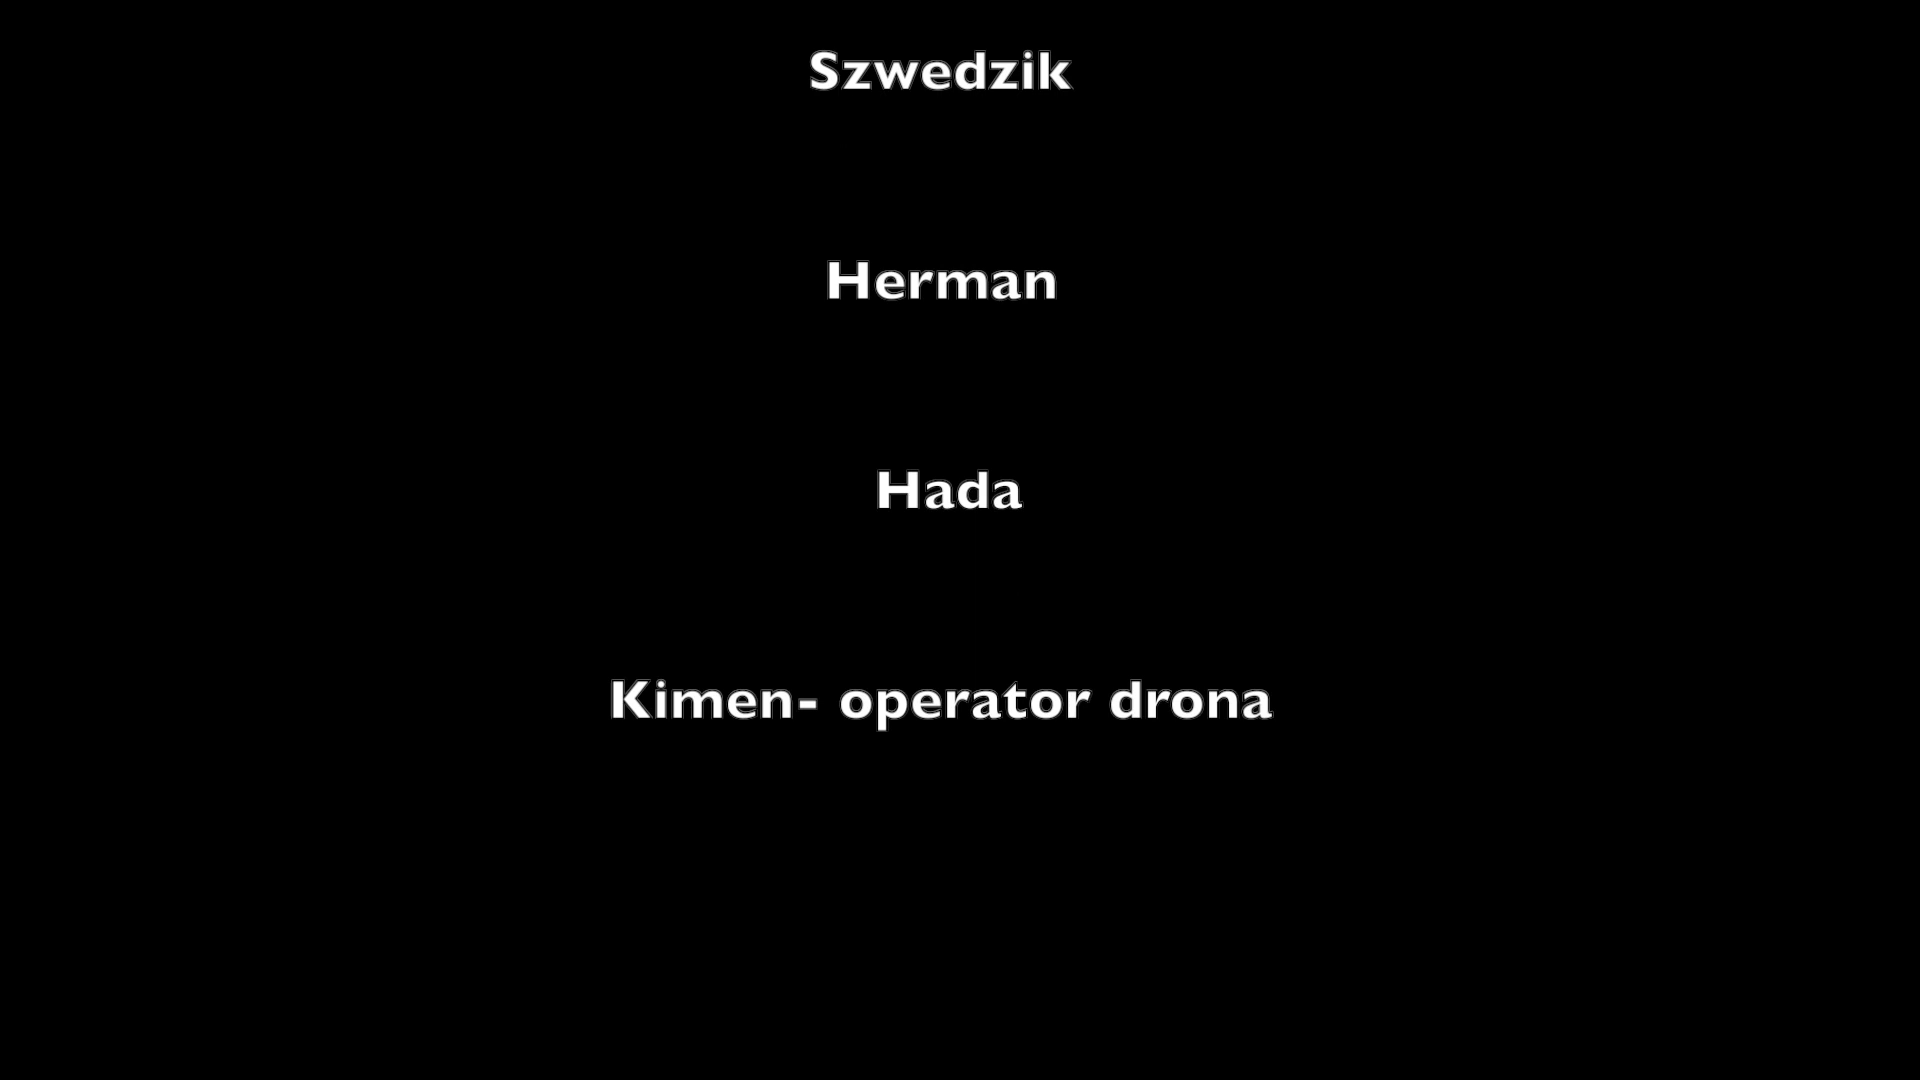 Szwedzik
Herman
Hada
Kimen- operator drona